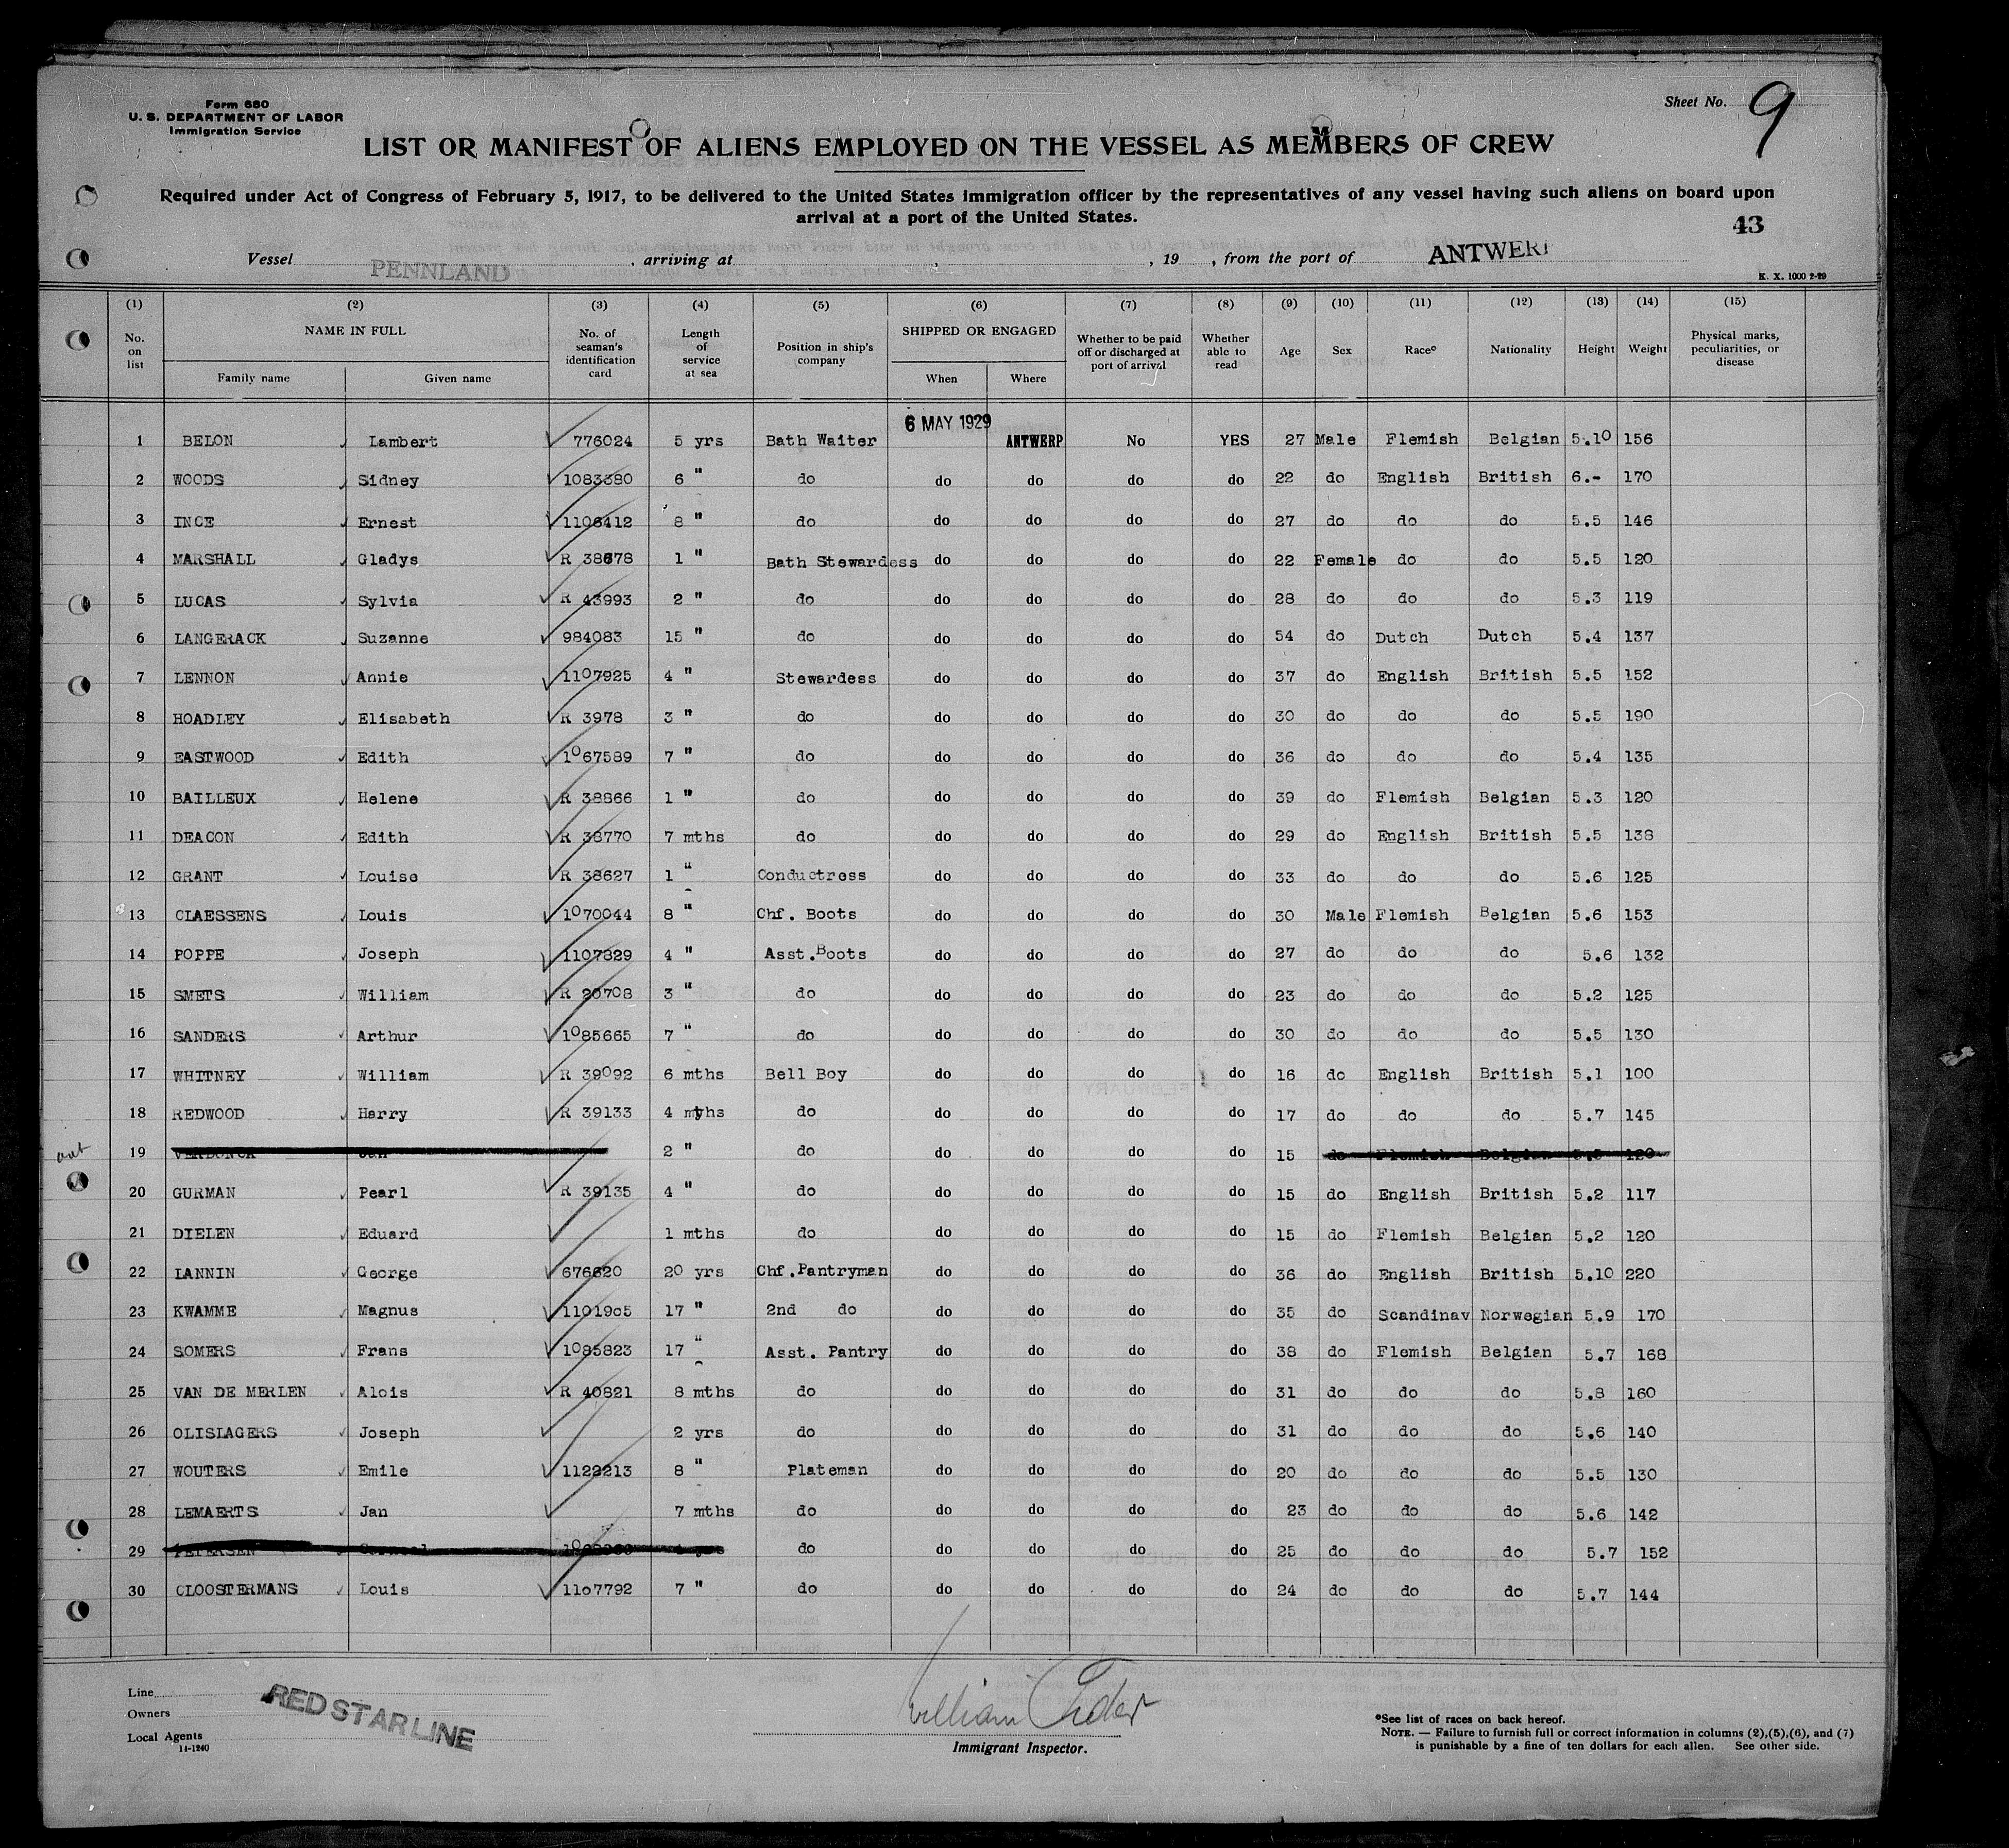 Form 680
U. S. DEPARTMENT OF LABOR
Immigration Service
Sheet No. 9
LIST OR MANIFEST OF ALIENS EMPLOYED ON THE VESSEL AS MEMBERS OF CREW
Required under Act of Congress of February 5, 1917, to be delivered to the United States immigration officer by the representatives of any vessel having such aliens on board upon
arrival at a port of the United States.
43
Vessel PENNLAND , arriving at , 19 , from the port of ANTWERP
K. X. 1000 2-29
(1) (2) (3) (4) (5) (6) (7) (8) (9) (10) (11) (12) (13) (14) (15)
No. on list NAME IN FULL Family name Given name No. of seaman's identification card Length of service at sea Position in ship's company SHIPPED OR ENGAGED When Where Whether to be paid off or discharged at port of arrival Whether able to read Age Sex Race* Nationality Height Weight Physical marks, peculiarities, or disease
6 MAY 1929
1 BELON Lambert 776024 5 yrs Bath Waiter ANTWERP No YES 27 Male Flemish Belgian 5.10 156
2 WOODS Sidney 1083380 6 " do do do do do 22 do English British 6.- 170
3 INCE Ernest 1106412 8 " do do do do do 27 do do do 5.5 146
4 MARSHALL Gladys R 38678 1 " Bath Stewardess do do do do 22 Female do do 5.5 120
5 LUCAS Sylvia R 43993 2 " do do do do do 28 do do do 5.3 119
6 LANGERACK Suzanne 984083 15 " do do do do do 54 do Dutch Dutch 5.4 137
7 LENNON Annie 1107925 4 " Stewardess do do do do 37 do English British 5.5 152
8 HOADLEY Elisabeth R 3978 3 " do do do do do 30 do do do 5.5 190
9 EASTWOOD Edith 1067589 7 " do do do do do 36 do do do 5.4 135
10 BAILLEUX Helene R 38866 1 " do do do do do 39 do Flemish Belgian 5.3 120
11 DEACON Edith R 38770 7 mths do do do do do 29 do English British 5.5 138
12 GRANT Louise R 38627 1 " Conductress do do do do 33 do do do 5.6 125
13 CLAESSENS Louis 1070044 8 " Chf. Boots do do do do 30 Male Flemish Belgian 5.6 153
14 POPPE Joseph 1107829 4 " Asst.Boots do do do do 27 do do do 5.6 132
15 SMETS William R 20708 3 " do do do do do 23 do do do 5.2 125
16 SANDERS Arthur 1085665 7 " do do do do do 30 do do do 5.5 130
17 WHITNEY William R 39092 6 mths Bell Boy do do do do 16 do English British 5.1 100
18 REDWOOD Harry R 39133 4 myhs do do do do do 17 do do do 5.7 145
out 19 VERDONCK Jan 2 " do do do do do 15 do Flemish Belgian 5.5 120
20 GURMAN Pearl R 39135 4 " do do do do do 15 do English British 5.2 117
21 DIELEN Eduard 1 mths do do do do do 15 do Flemish Belgian 5.2 120
22 LANNIN George 676620 20 yrs Chf.Pantryman do do do do 36 do English British 5.10 220
23 KWAMME Magnus 1101905 17 " 2nd do do do do do 35 do Scandinav Norwegian 5.9 170
24 SOMERS Frans 1085823 17 " Asst. Pantry do do do do 38 do Flemish Belgian 5.7 168
25 VAN DE MERLEN Alois R 40821 8 mths do do do do do 31 do do do 5.8 160
26 OLISLAGERS Joseph 2 yrs do do do do do 31 do do do 5.6 140
27 WOUTERS Emile 1122213 8 " Plateman do do do do 20 do do do 5.5 130
28 LEMAERTS Jan 7 mths do do do do do 23 do do do 5.6 142
29 PETERSEN yrs do do do do do 25 do do do 5.7 152
30 CLOOSTERMANS Louis 1107792 7 " do do do do do 24 do do do 5.7 144
Line
Owners
Local Agents
14-1240
RED STAR LINE
William
Immigrant Inspector.
*See list of races on back hereof.
NOTE. — Failure to furnish full or correct information in columns (2),(5),(6), and (7)
is punishable by a fine of ten dollars for each alien. See other side.